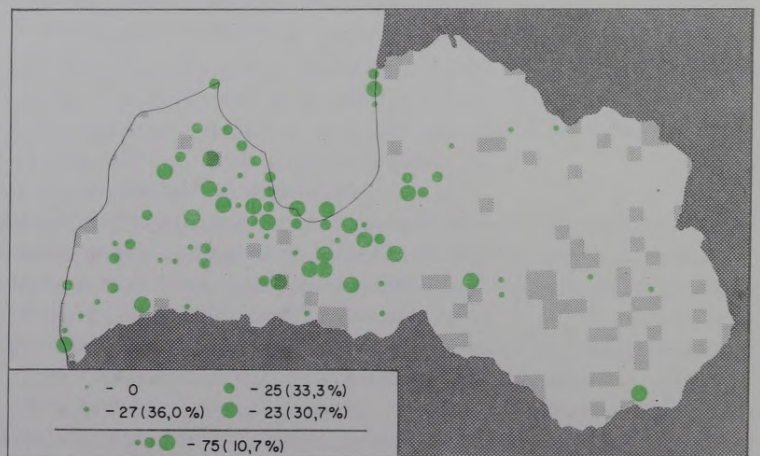 - 0 - 25 (33,3%)
- 27 (36,0%) - 23 (30,7%)
- 75 (10,7%)